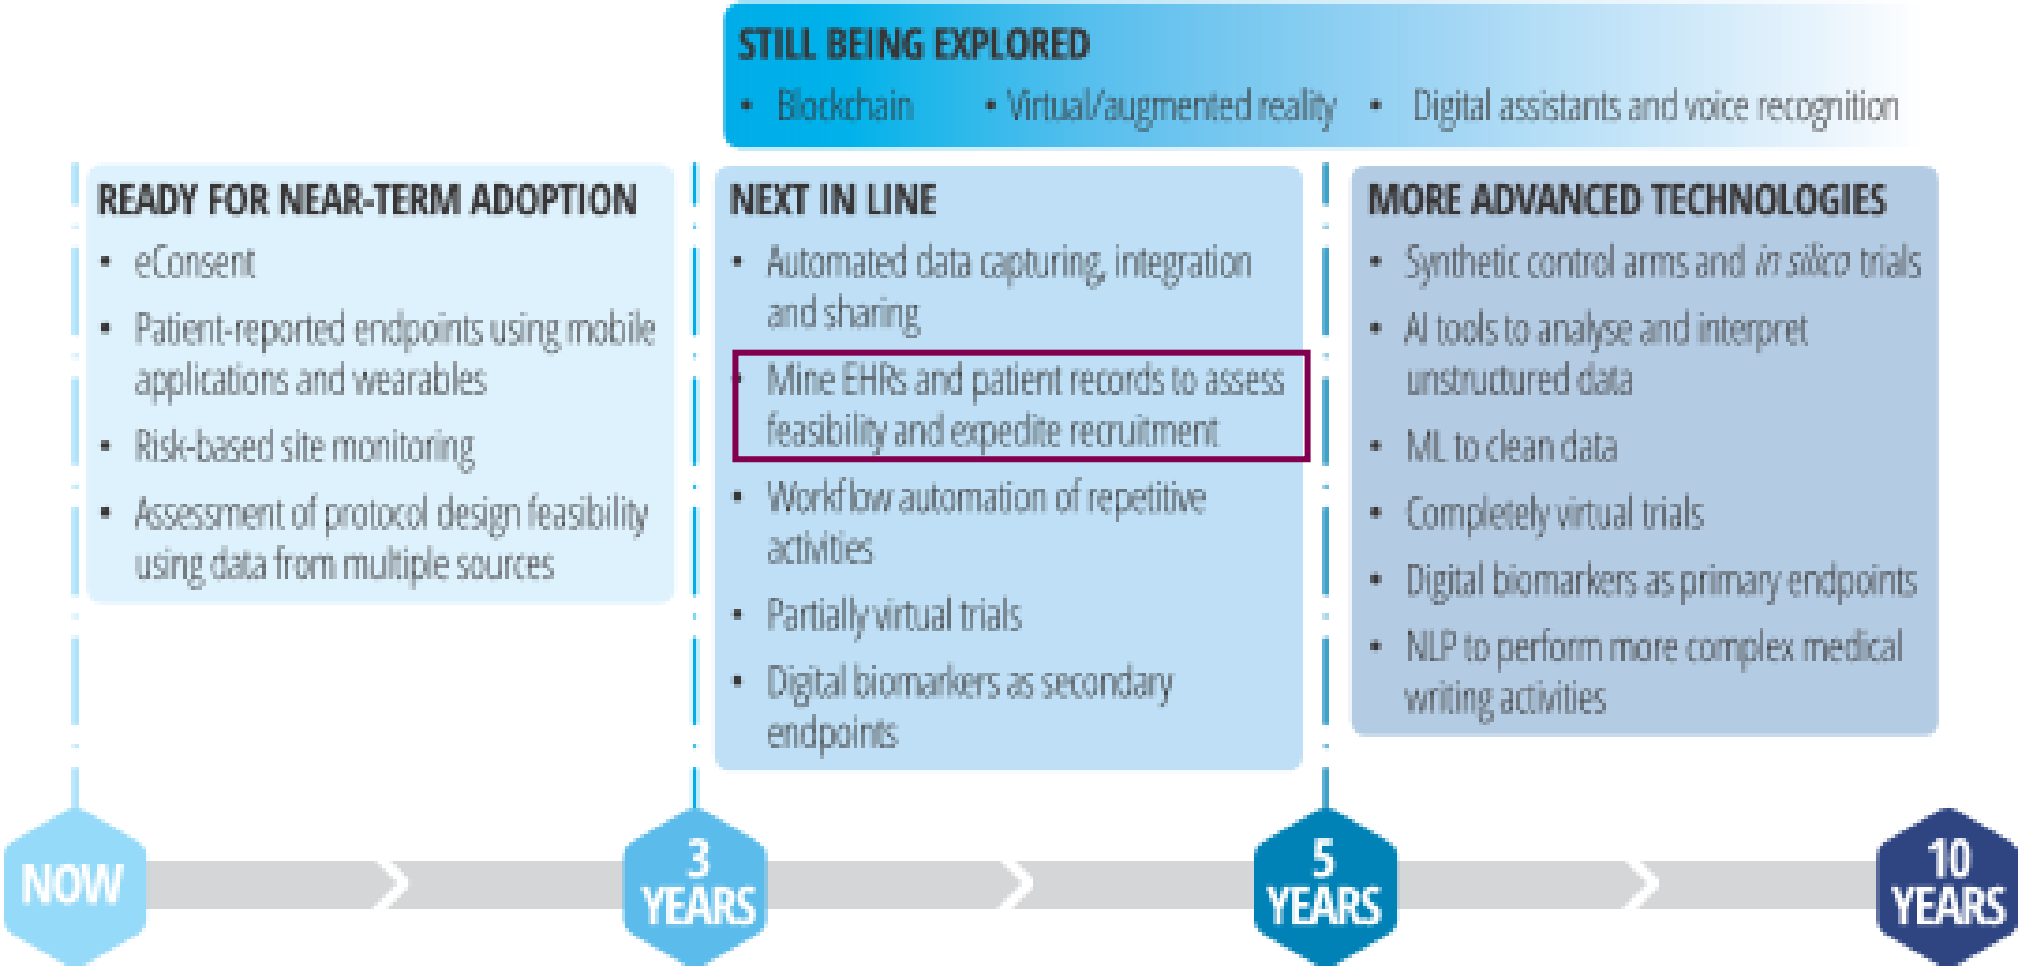 STILL BEING EXPLORED
• Blockchain • Virtual/augmented reality • Digital assistants and voice recognition
READY FOR NEAR-TERM ADOPTION
• eConsent
• Patient-reported endpoints using mobile
applications and wearables
• Risk-based site monitoring
• Assessment of protocol design feasibility
using data from multiple sources
NEXT IN LINE
• Automated data capturing, integration
and sharing
• Mine EHRs and patient records to assess
feasibility and expedite recruitment
• Workflow automation of repetitive
activities
• Partially virtual trials
• Digital biomarkers as secondary
endpoints
MORE ADVANCED TECHNOLOGIES
• Synthetic control arms and in silico trials
• AI tools to analyse and interpret
unstructured data
• ML to clean data
• Completely virtual trials
• Digital biomarkers as primary endpoints
• NLP to perform more complex medical
writing activities
NOW
3
YEARS
5
YEARS
10
YEARS